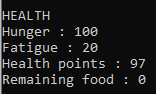 HEALTH
Hunger : 100
Fatigue : 20
Health points : 97
Remaining food : 0